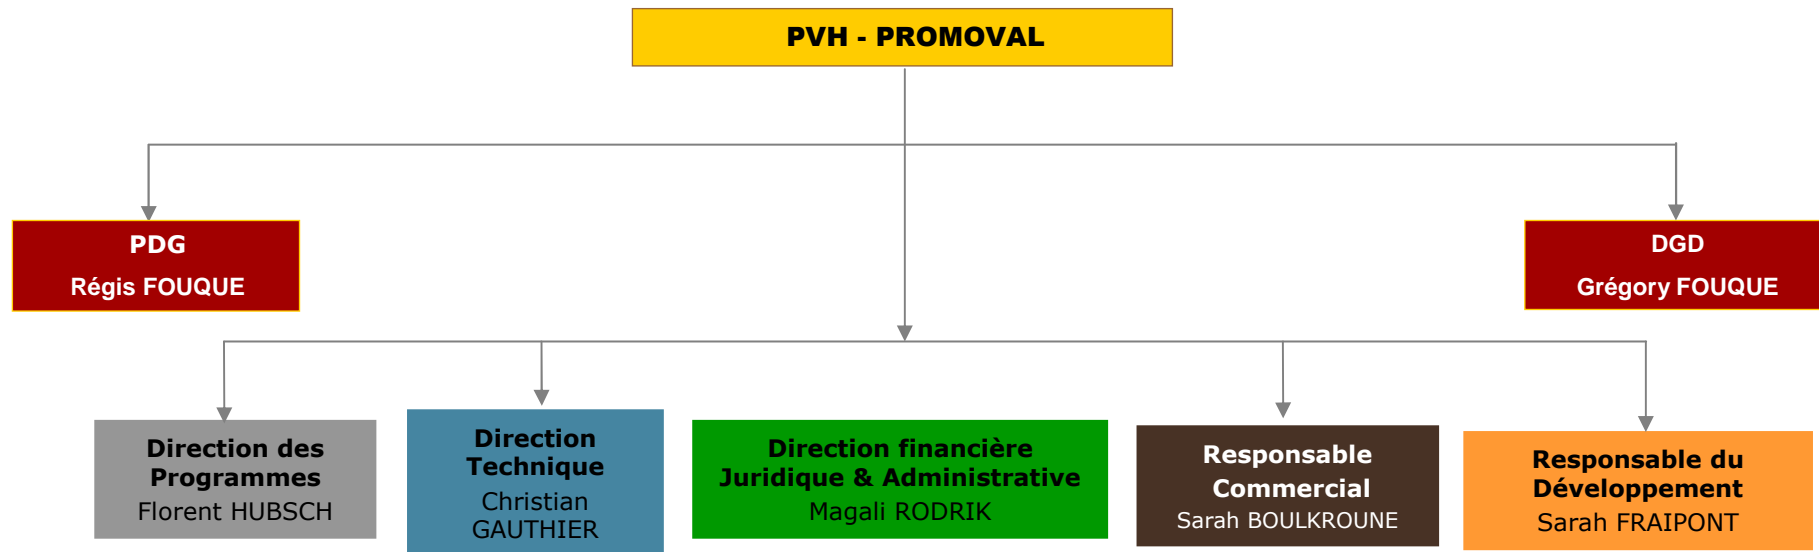 PVH - PROMOVAL
PDG
Régis FOUQUE
DGD
Grégory FOUQUE
Direction des
Programmes
Florent HUBSCH
Direction
Technique
Christian
GAUTHIER
Direction financière
Juridique & Administrative
Magali RODRIK
Responsable
Commercial
Sarah BOULKROUNE
Responsable du
Développement
Sarah FRAIPONT